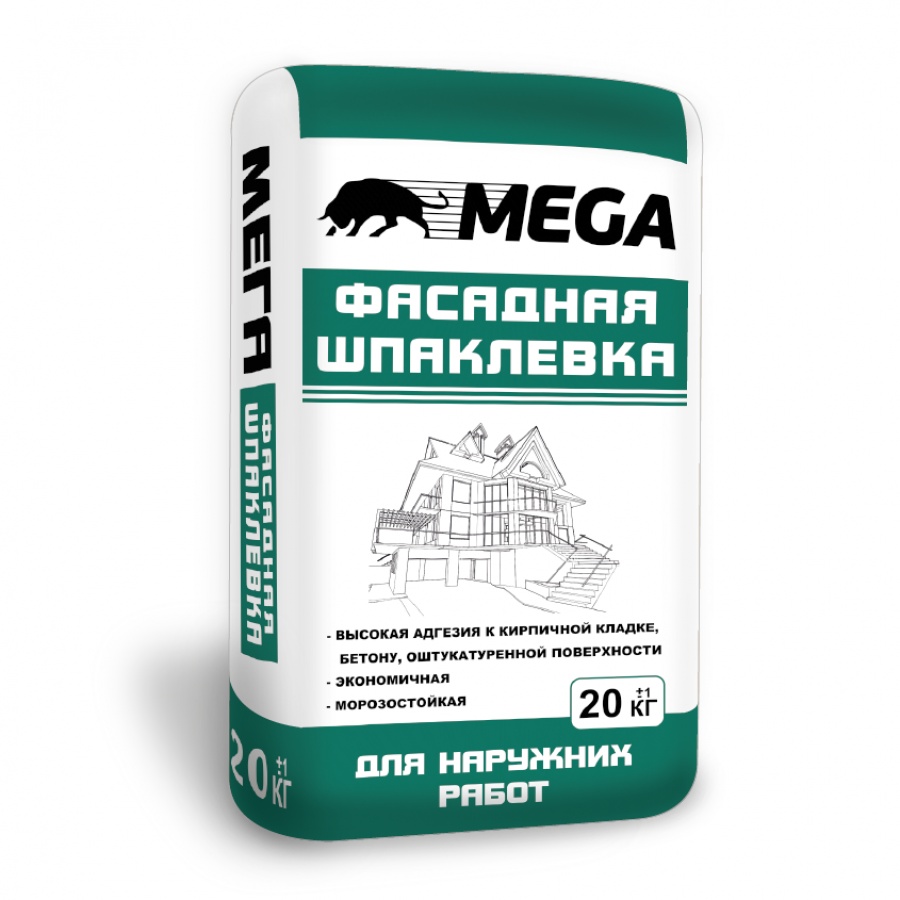 MEGA
ФАСАДНАЯ
ШПАКЛЕВКА
- ВЫСОКАЯ АДГЕЗИЯ К КИРПИЧНОЙ КЛАДКЕ,
БЕТОНУ, ОШТУКАТУРЕННОЙ ПОВЕРХНОСТИ
- ЭКОНОМИЧНАЯ
- МОРОЗОСТОЙКАЯ
20 ±1 КГ
ДЛЯ НАРУЖНИХ
РАБОТ
МЕГА
ФАСАДНАЯ
ШПАКЛЕВКА
20 ±1 КГ